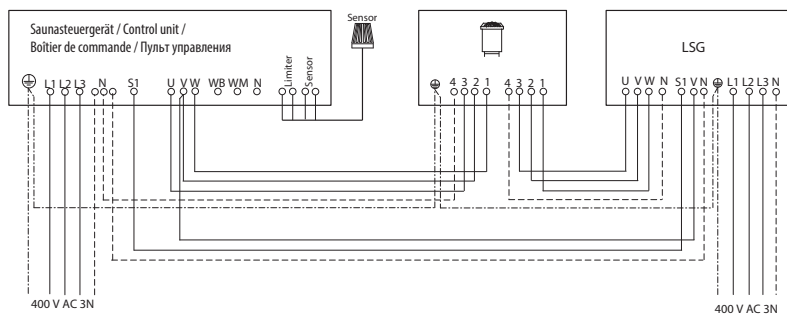 Saunasteuergerät / Control unit /
Boîtier de commande / Пульт управления
Sensor
LSG
L1 L2 L3 N S1 U V W WB WM N
Limiter
Sensor
4 3 2 1 4 3 2 1
U V W N S1 V N L1 L2 L3 N
400 V AC 3N
400 V AC 3N